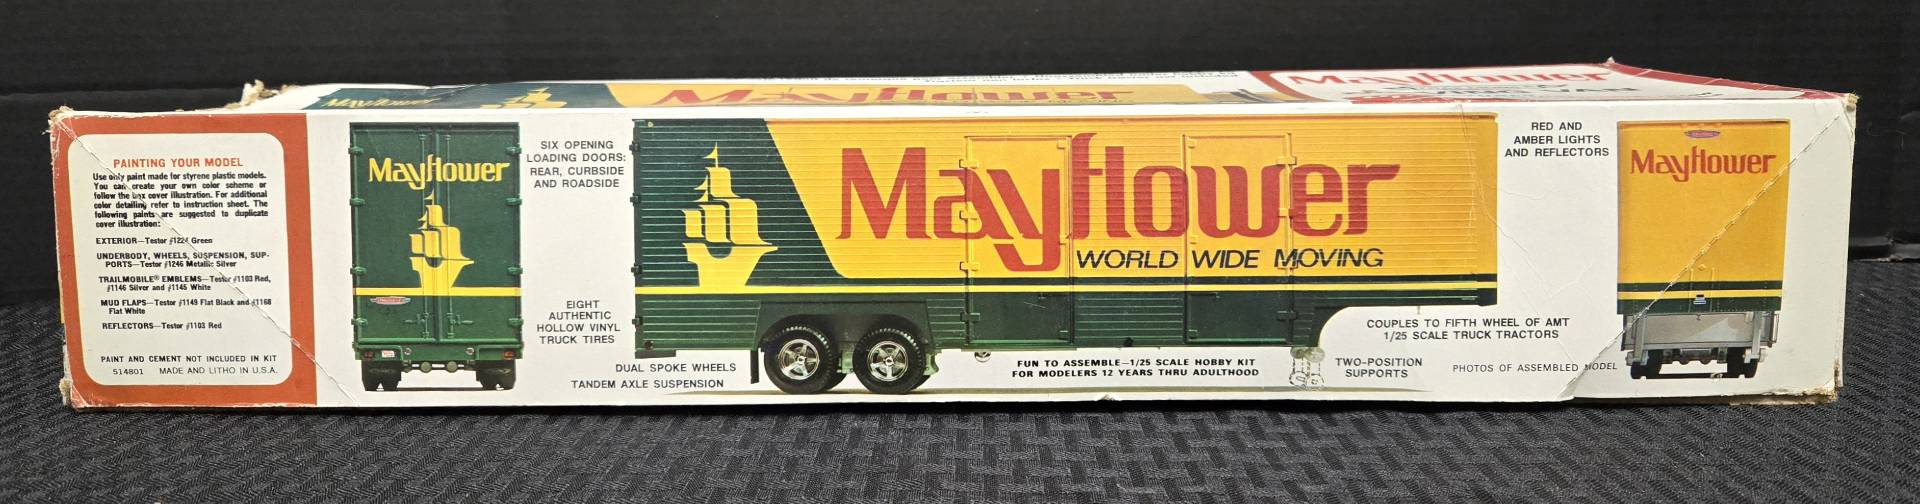 Mayflower
Mayflower
Mayflower
PAINTING YOUR MODEL
Use only paint made for styrene plastic models.
You can create your own color scheme or
follow the box cover illustration. For additional
color detailing refer to instruction sheet. The
following paints are suggested to duplicate
cover illustration:
EXTERIOR—Testor #1224 Green
UNDERBODY, WHEELS, SUSPENSION, SUP-
PORTS—Testor #1246 Metallic Silver
TRAILMOBILE® EMBLEMS—Testor #1103 Red,
#1146 Silver and #1145 White
MUD FLAPS—Testor #1149 Flat Black and #1168
Flat White
REFLECTORS—Testor #1103 Red
PAINT AND CEMENT NOT INCLUDED IN KIT
514801 MADE AND LITHO IN U.S.A.
Mayflower
SIX OPENING
LOADING DOORS:
REAR, CURBSIDE
AND ROADSIDE
EIGHT
AUTHENTIC
HOLLOW VINYL
TRUCK TIRES
DUAL SPOKE WHEELS
TANDEM AXLE SUSPENSION
Mayflower
WORLD WIDE MOVING
FUN TO ASSEMBLE—1/25 SCALE HOBBY KIT
FOR MODELERS 12 YEARS THRU ADULTHOOD
RED AND
AMBER LIGHTS
AND REFLECTORS
COUPLES TO FIFTH WHEEL OF AMT
1/25 SCALE TRUCK TRACTORS
TWO-POSITION
SUPPORTS
PHOTOS OF ASSEMBLED MODEL
Mayflower